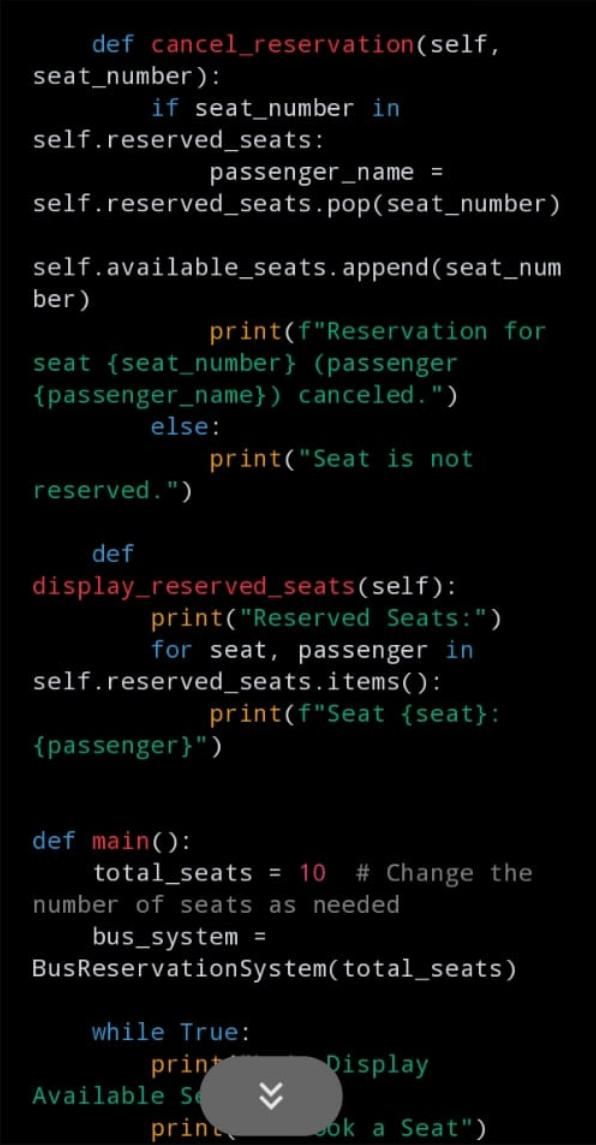 def cancel_reservation(self,
seat_number):
        if seat_number in
self.reserved_seats:
            passenger_name =
self.reserved_seats.pop(seat_number)

self.available_seats.append(seat_num
ber)
            print(f"Reservation for
seat {seat_number} (passenger
{passenger_name}) canceled.")
        else:
            print("Seat is not
reserved.")

    def
display_reserved_seats(self):
        print("Reserved Seats:")
        for seat, passenger in
self.reserved_seats.items():
            print(f"Seat {seat}:
{passenger}")


def main():
    total_seats = 10  # Change the
number of seats as needed
    bus_system =
BusReservationSystem(total_seats)

    while True:
        print Display
Available
        print( a Seat")